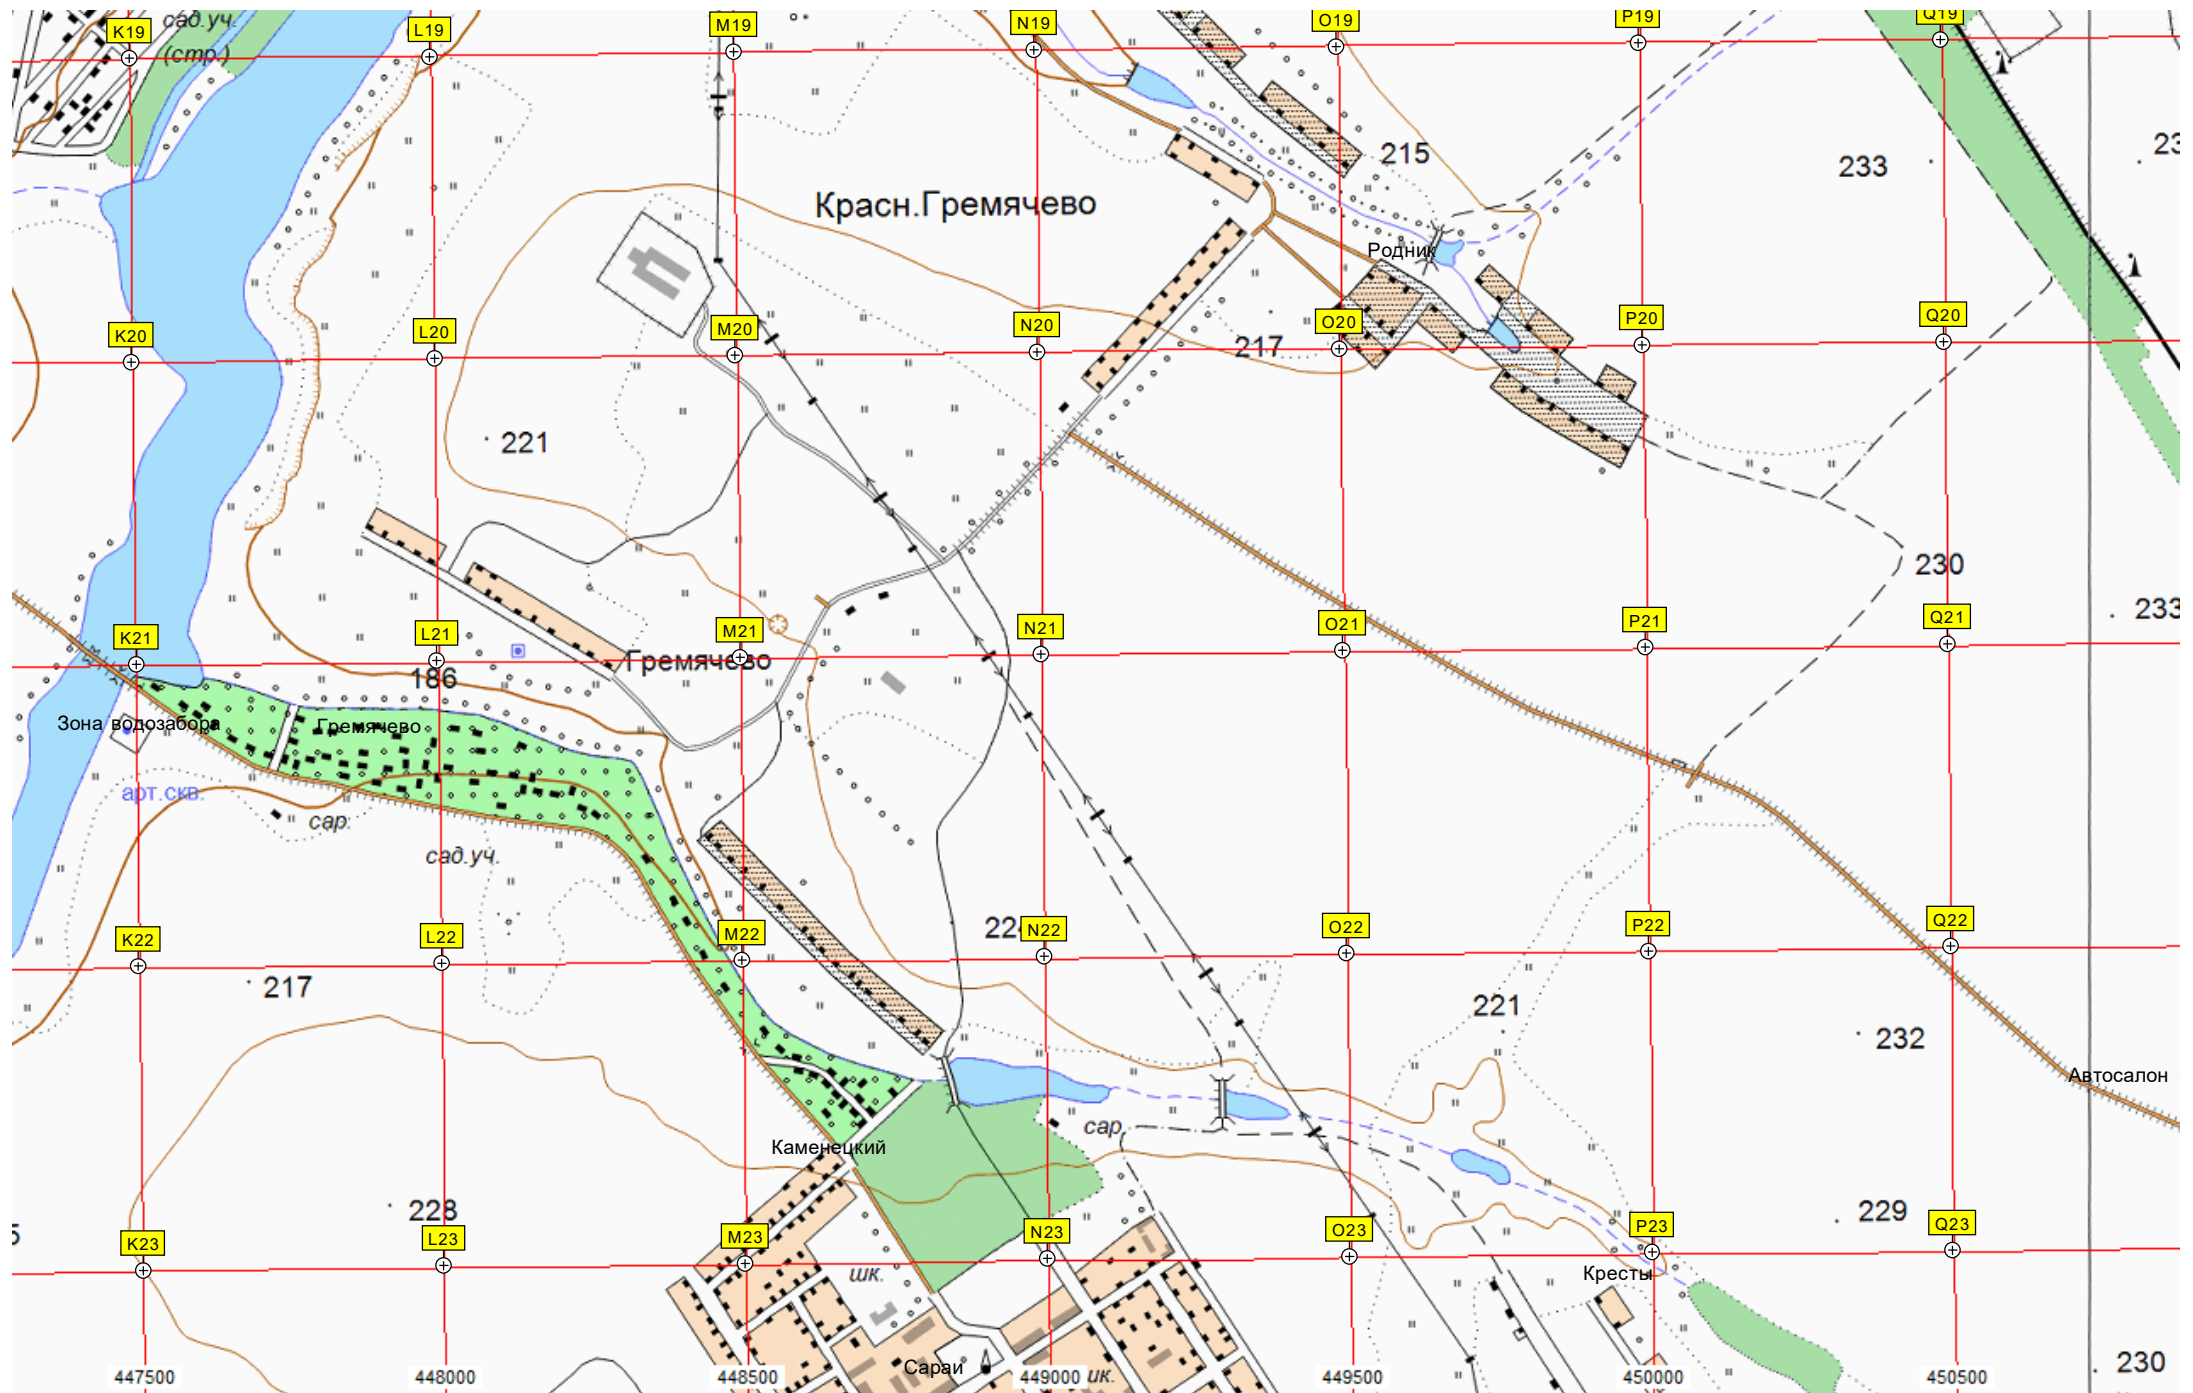 сад.уч.
(стр.)
K19
L19
M19
N19
O19
P19
Q19
215
233
Красн.Гремячево
Родник
K20
L20
M20
N20
O20
P20
Q20
217
221
230
233
K21
L21
M21
N21
O21
P21
Q21
Гремячево
186
Зона водозабора
Гремячево
арт.скв.
сар.
сад.уч.
K22
L22
M22
N22
O22
P22
Q22
217
221
232
Автосалон
сар.
Каменецкий
228
229
K23
L23
M23
N23
O23
P23
Q23
шк.
Кресты
Сараи
230
447500
448000
448500
449000
449500
450000
450500